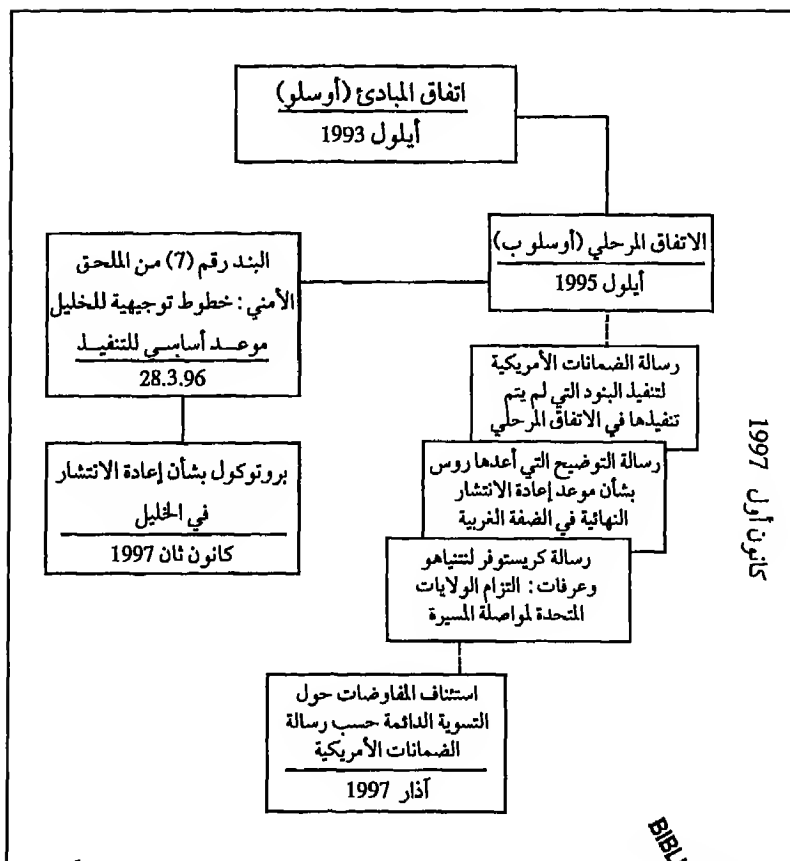 اتفاق المبادئ (أوسلو)
أيلول 1993
الاتفاق المرحلي (أوسلو ب)
أيلول 1995
البند رقم (7) من الملحق
الأمني : خطوط توجيهية للخليل
موعد أساسي للتنفيذ
28.3.96
بروتوكول بشأن إعادة الانتشار
في الخليل
كانون ثان 1997
رسالة الضمانات الأمريكية
لتنفيذ البنود التي لم يتم
تنفيذها في الاتفاق المرحلي
رسالة التوضيح التي أعدها روس
بشأن موعد إعادة الانتشار
النهائية في الضفة الغربية
رسالة كريستوفر لنتنياهو
وعرفات : التزام الولايات
المتحدة لمواصلة المسيرة
كانون أول 1997
استئناف المفاوضات حول
التسوية الدائمة حسب رسالة
الضمانات الأمريكية
آذار 1997